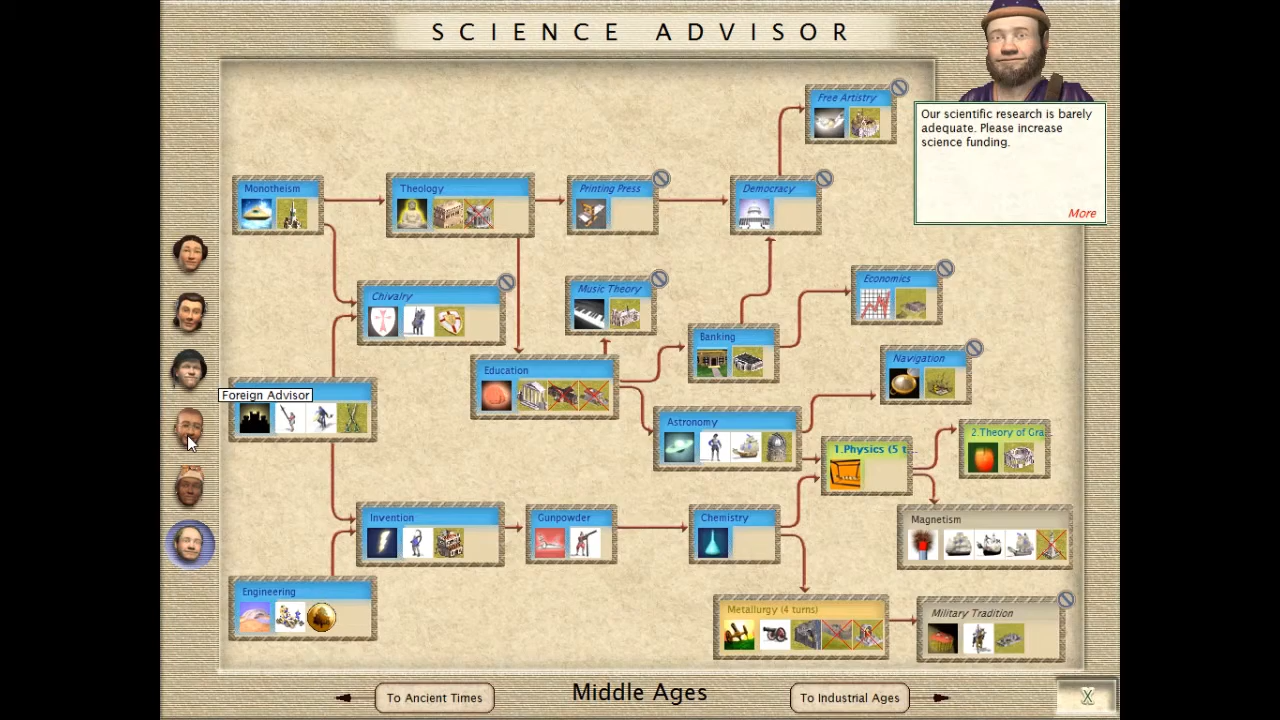 SCIENCE ADVISOR
Our scientific research is barely
adequate. Please increase
science funding.
More
Free Artistry
Monotheism
Theology
Printing Press
Democracy
Chivalry
Music Theory
Economics
Banking
Navigation
Education
Foreign Advisor
Astronomy
1.Physics (5 t...
2.Theory of Gra...
Invention
Gunpowder
Chemistry
Magnetism
Engineering
Metallurgy (4 turns)
Military Tradition
To Ancient Times
Middle Ages
To Industrial Ages
X